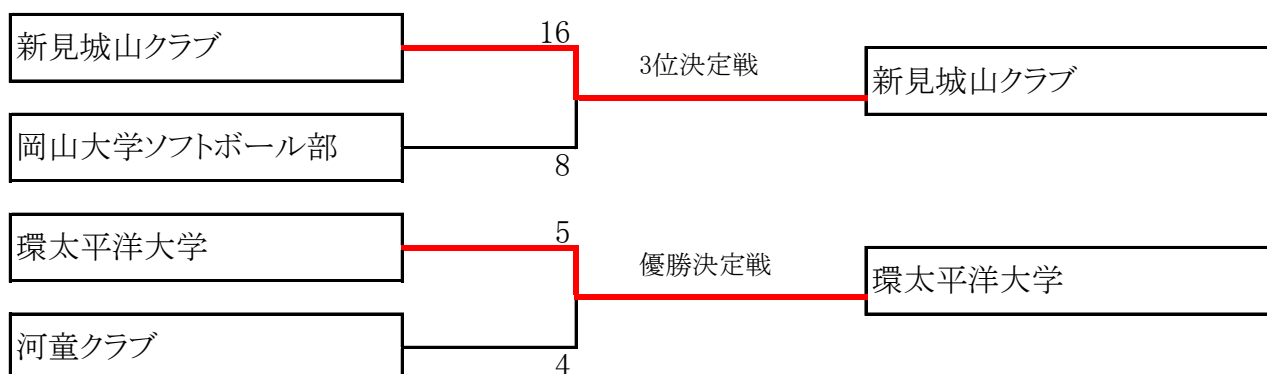 新見城山クラブ
16
3位決定戦
新見城山クラブ
岡山大学ソフトボール部
8
環太平洋大学
5
優勝決定戦
環太平洋大学
河童クラブ
4